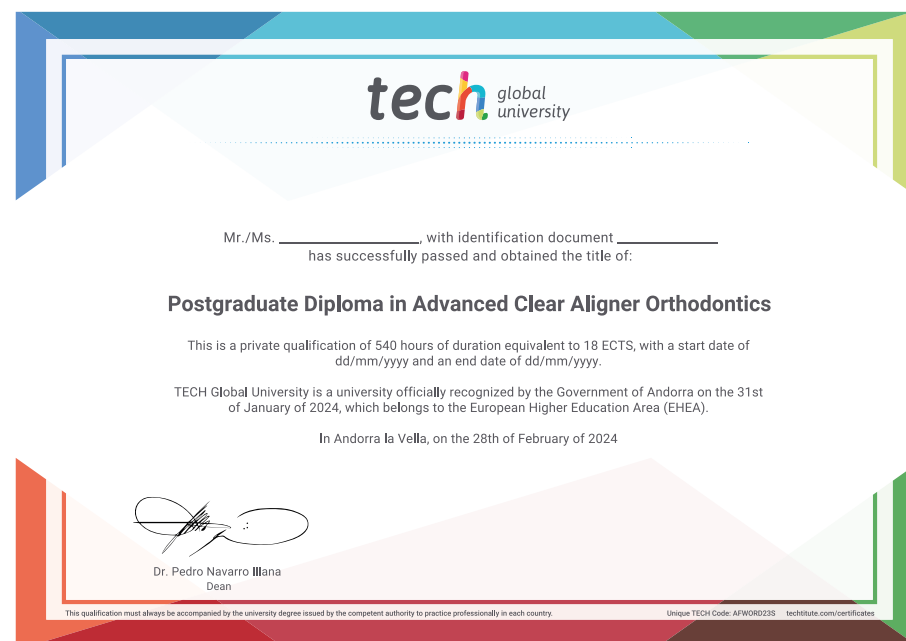 tech global university
Mr./Ms. ____________, with identification document ____________
has successfully passed and obtained the title of:
Postgraduate Diploma in Advanced Clear Aligner Orthodontics
This is a private qualification of 540 hours of duration equivalent to 18 ECTS, with a start date of
dd/mm/yyyy and an end date of dd/mm/yyyy.
TECH Global University is a university officially recognized by the Government of Andorra on the 31st
of January of 2024, which belongs to the European Higher Education Area (EHEA).
In Andorra la Vella, on the 28th of February of 2024
Dr. Pedro Navarro Illana
Dean
This qualification must always be accompanied by the university degree issued by the competent authority to practice professionally in each country.
Unique TECH Code: AFWORD23S techtitute.com/certificates